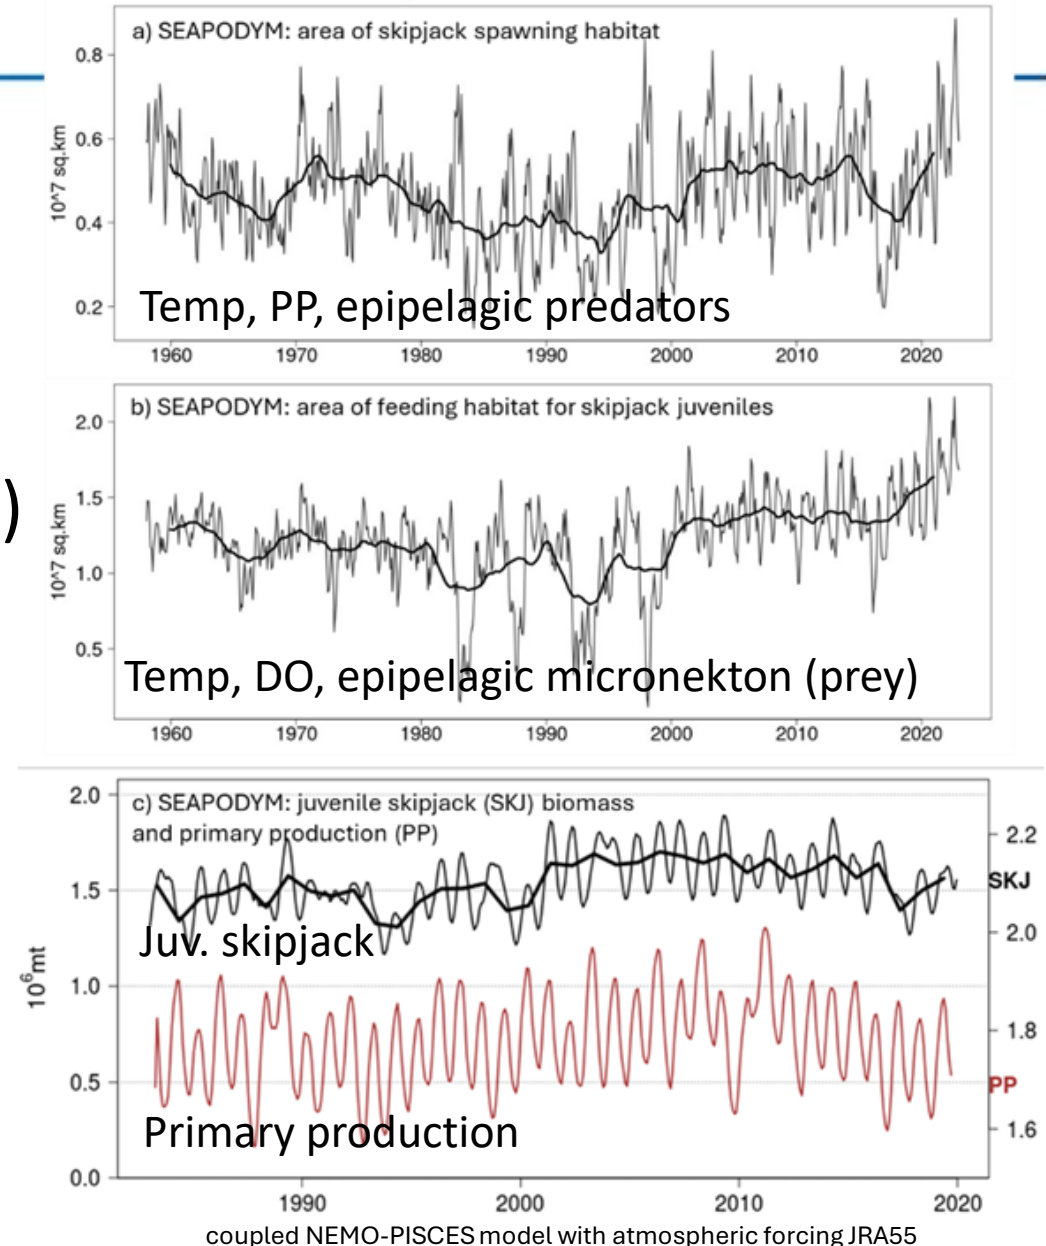 a) SEAPODYM: area of skipjack spawning habitat
0.8
0.6
0.4
0.2
10^7 sq.km
Temp, PP, epipelagic predators
1960 1970 1980 1990 2000 2010 2020
b) SEAPODYM: area of feeding habitat for skipjack juveniles
2.0
1.5
1.0
0.5
10^7 sq.km
)
Temp, DO, epipelagic micronekton (prey)
1960 1970 1980 1990 2000 2010 2020
c) SEAPODYM: juvenile skipjack (SKJ) biomass
and primary production (PP)
2.0
1.5
1.0
0.5
0.0
10⁶mt
2.2
SKJ
2.0
1.8
PP
1.6
Juv. skipjack
Primary production
1990 2000 2010 2020
coupled NEMO-PISCES model with atmospheric forcing JRA55